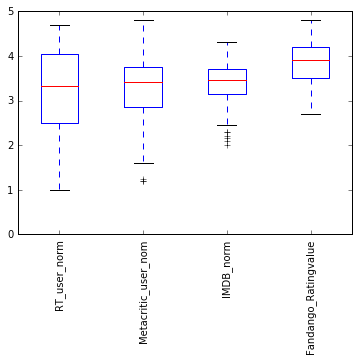 5
4
3
2
1
0
RT_user_norm
Metacritic_user_nom
IMDB_norm
Fandango_Ratingvalue